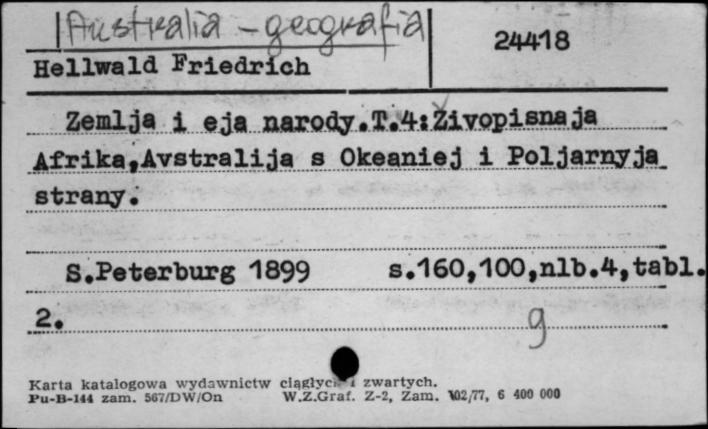 Australia - geografia
24418
Hellwald Friedrich
Zemlja i eja narody.T.4:Živopisnaja
Afrika,Avstralija s Okeaniej i Poljarnyja
strany.
S.Peterburg 1899 s.160,100,nlb.4,tabl.
2.
g
Karta katalogowa wydawnictw ciągłych i zwartych.
Pu-B-144 zam. 567/DW/On W.Z.Graf. Z-2, Zam. 102/77, 6 400 000